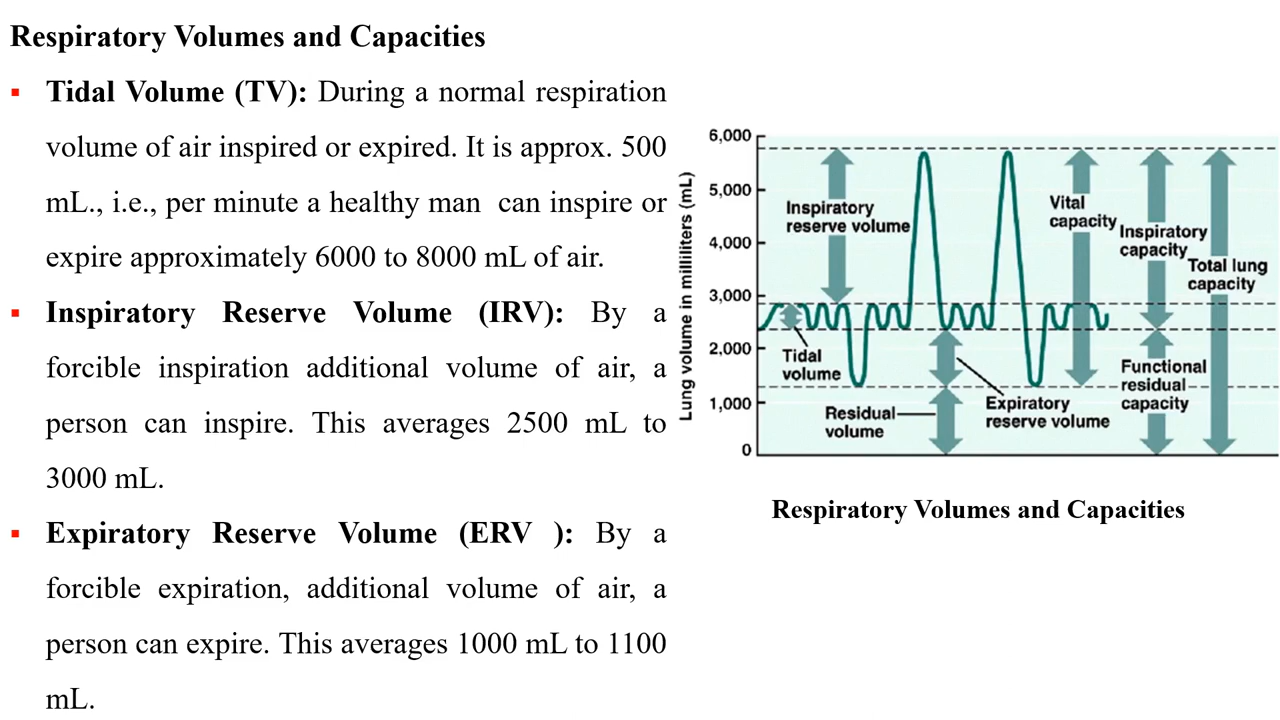 Respiratory Volumes and Capacities
▪ Tidal Volume (TV): During a normal respiration
volume of air inspired or expired. It is approx. 500
mL., i.e., per minute a healthy man can inspire or
expire approximately 6000 to 8000 mL of air.
▪ Inspiratory Reserve Volume (IRV): By a
forcible inspiration additional volume of air, a
person can inspire. This averages 2500 mL to
3000 mL.
▪ Expiratory Reserve Volume (ERV ): By a
forcible expiration, additional volume of air, a
person can expire. This averages 1000 mL to 1100
mL.
Lung volume in milliliters (mL)
6,000
5,000
4,000
3,000
2,000
1,000
0
Inspiratory
reserve volume
Tidal
volume
Residual
volume
Expiratory
reserve volume
Vital
capacity
Inspiratory
capacity
Functional
residual
capacity
Total lung
capacity
Respiratory Volumes and Capacities